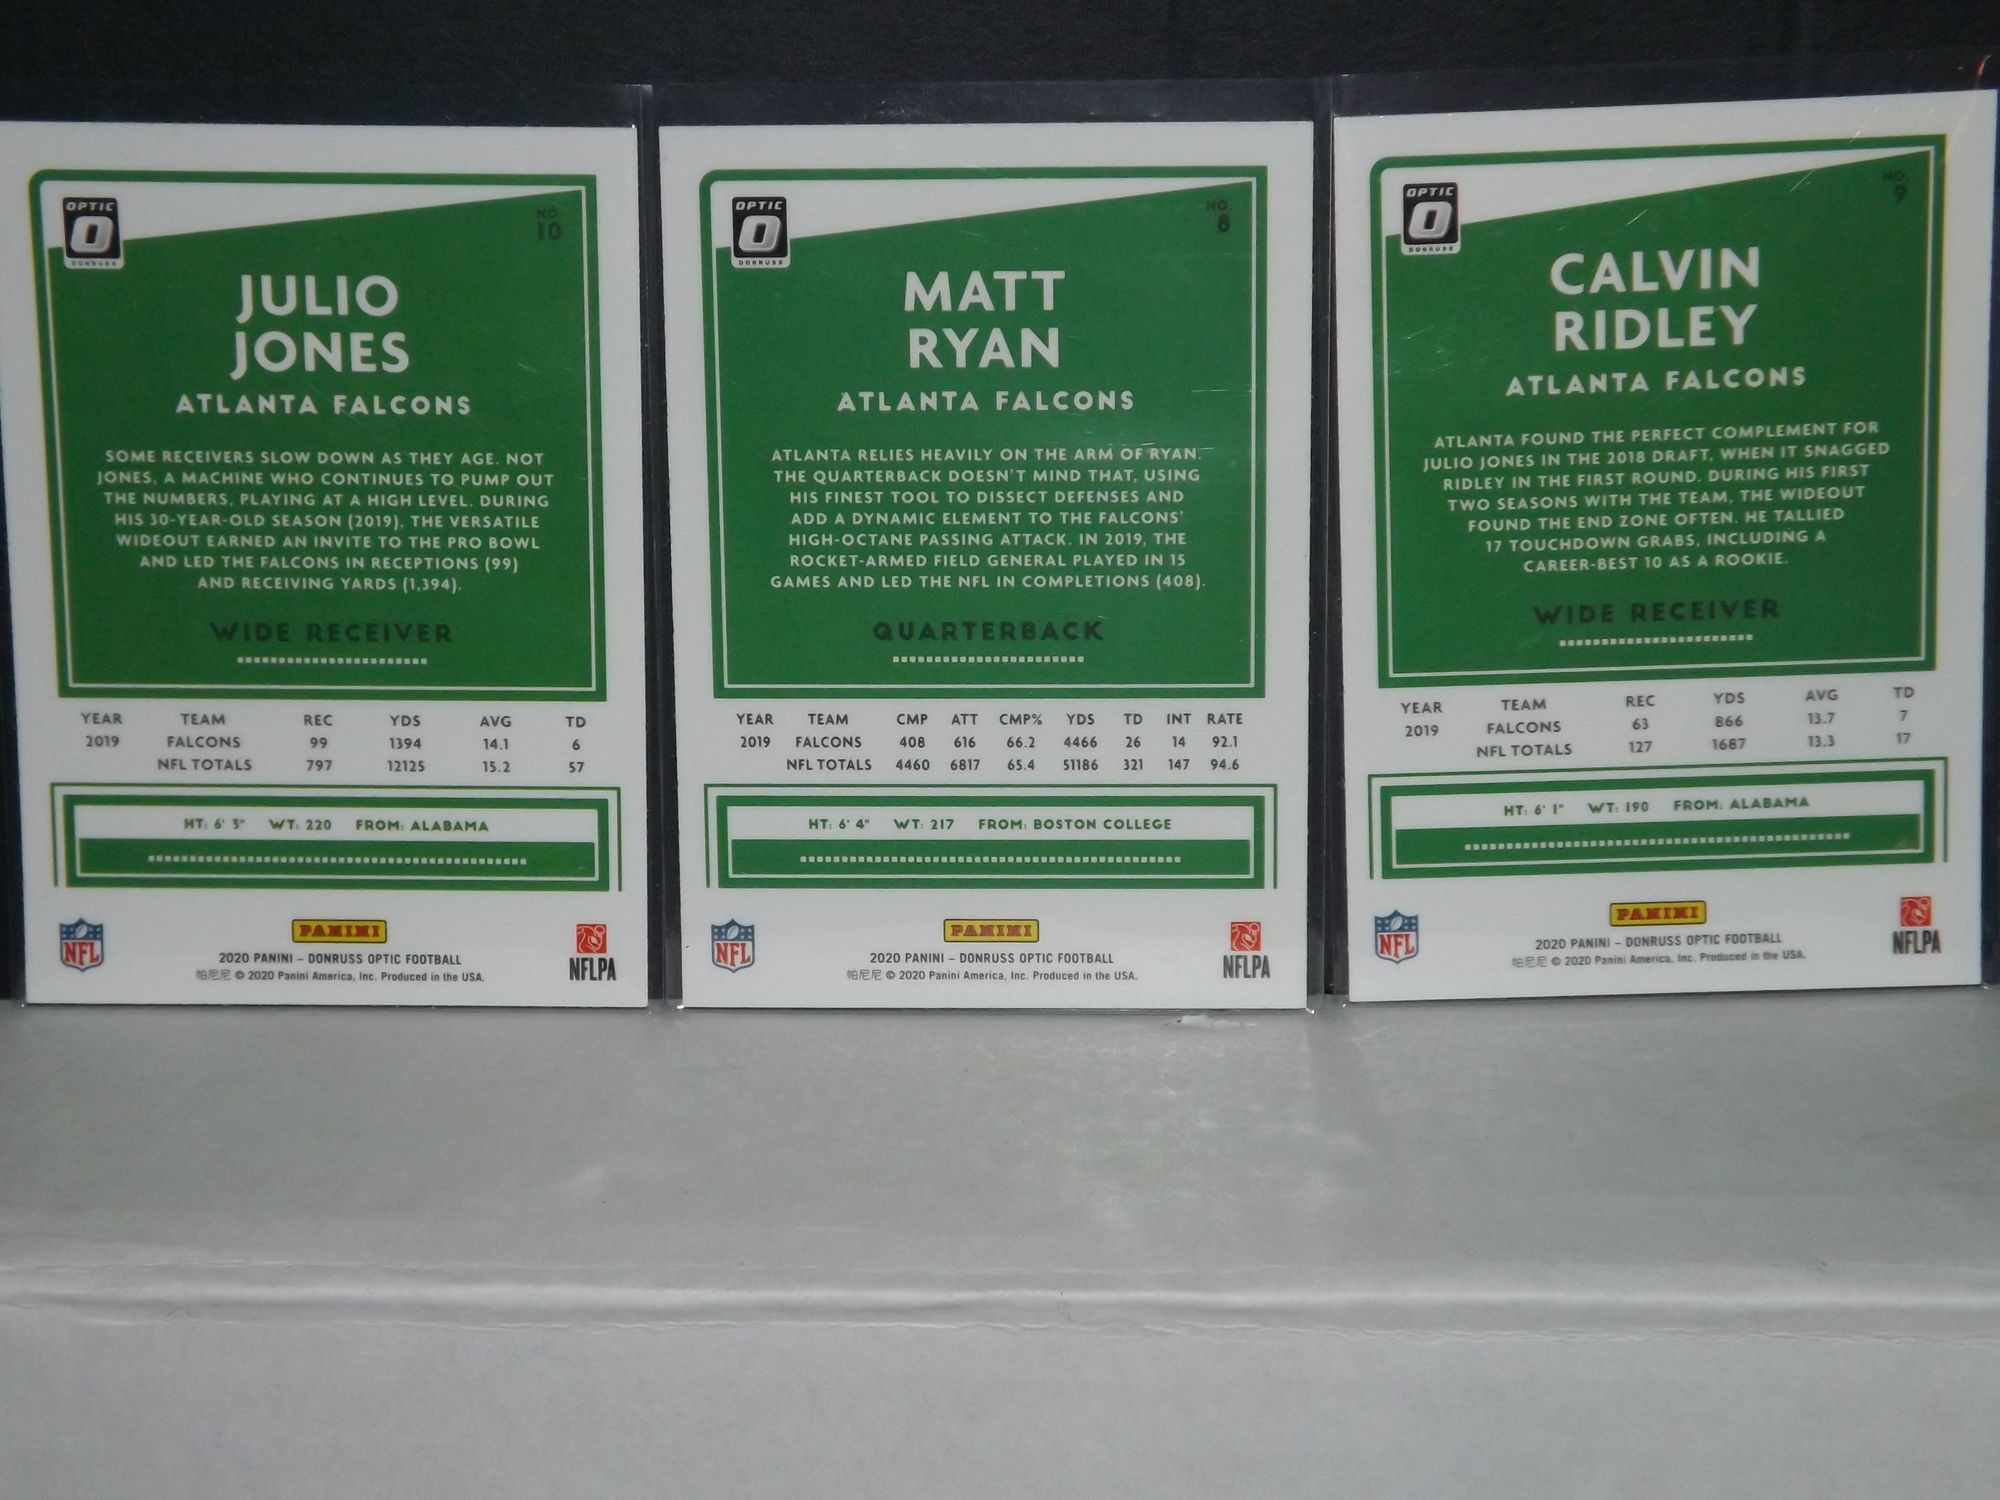 OPTIC
O
DONRUSS
NO.
10
JULIO
JONES
ATLANTA FALCONS
SOME RECEIVERS SLOW DOWN AS THEY AGE. NOT
JONES, A MACHINE WHO CONTINUES TO PUMP OUT
THE NUMBERS, PLAYING AT A HIGH LEVEL. DURING
HIS 30-YEAR-OLD SEASON (2019), THE VERSATILE
WIDEOUT EARNED AN INVITE TO THE PRO BOWL
AND LED THE FALCONS IN RECEPTIONS (99)
AND RECEIVING YARDS (1,394).
WIDE RECEIVER
YEAR TEAM REC YDS AVG TD
2019 FALCONS 99 1394 14.1 6
NFL TOTALS 797 12125 15.2 57
HT: 6' 3" WT: 220 FROM: ALABAMA
NFL
PANINI
NFLPA
2020 PANINI – DONRUSS OPTIC FOOTBALL
帕尼尼 © 2020 Panini America, Inc. Produced in the USA.
OPTIC
O
DONRUSS
NO.
8
MATT
RYAN
ATLANTA FALCONS
ATLANTA RELIES HEAVILY ON THE ARM OF RYAN.
THE QUARTERBACK DOESN'T MIND THAT, USING
HIS FINEST TOOL TO DISSECT DEFENSES AND
ADD A DYNAMIC ELEMENT TO THE FALCONS'
HIGH-OCTANE PASSING ATTACK. IN 2019, THE
ROCKET-ARMED FIELD GENERAL PLAYED IN 15
GAMES AND LED THE NFL IN COMPLETIONS (408).
QUARTERBACK
YEAR TEAM CMP ATT CMP% YDS TD INT RATE
2019 FALCONS 408 616 66.2 4466 26 14 92.1
NFL TOTALS 4460 6817 65.4 51186 321 147 94.6
HT: 6' 4" WT: 217 FROM: BOSTON COLLEGE
NFL
PANINI
NFLPA
2020 PANINI – DONRUSS OPTIC FOOTBALL
帕尼尼 © 2020 Panini America, Inc. Produced in the USA.
OPTIC
O
DONRUSS
NO.
9
CALVIN
RIDLEY
ATLANTA FALCONS
ATLANTA FOUND THE PERFECT COMPLEMENT FOR
JULIO JONES IN THE 2018 DRAFT, WHEN IT SNAGGED
RIDLEY IN THE FIRST ROUND. DURING HIS FIRST
TWO SEASONS WITH THE TEAM, THE WIDEOUT
FOUND THE END ZONE OFTEN. HE TALLIED
17 TOUCHDOWN GRABS, INCLUDING A
CAREER-BEST 10 AS A ROOKIE.
WIDE RECEIVER
YEAR TEAM REC YDS AVG TD
2019 FALCONS 63 866 13.7 7
NFL TOTALS 127 1687 13.3 17
HT: 6' 1" WT: 190 FROM: ALABAMA
NFL
PANINI
NFLPA
2020 PANINI – DONRUSS OPTIC FOOTBALL
帕尼尼 © 2020 Panini America, Inc. Produced in the USA.